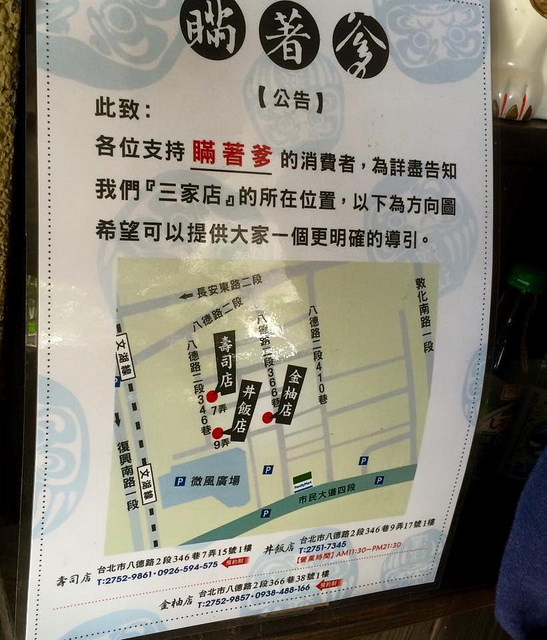 瞞著爹
【公告】
此致：
各位支持 瞞著爹 的消費者，為詳盡告知
我們『三家店』的所在位置，以下為方向圖
希望可以提供大家一個更明確的導引。
長安東路二段
八德路二段
八德路二段346巷
八德路二段366巷
八德路二段410巷
敦化南路一段
文湖線
壽司店
7弄
丼飯店
9弄
金柚店
復興南路一段
文湖線
P
微風廣場
P
P
P
P
FamilyMart
市民大道四段
壽司店 台北市八德路2段346巷7弄15號1樓
T:2752-9861·0926-594-575 預約制
丼飯店 台北市八德路2段346巷9弄17號1樓
T:2751-7345
【營業時間】AM11:30—PM21:30
金柚店 台北市八德路2段366巷38號1樓
T:2752-9857·0938-488-166 預約制